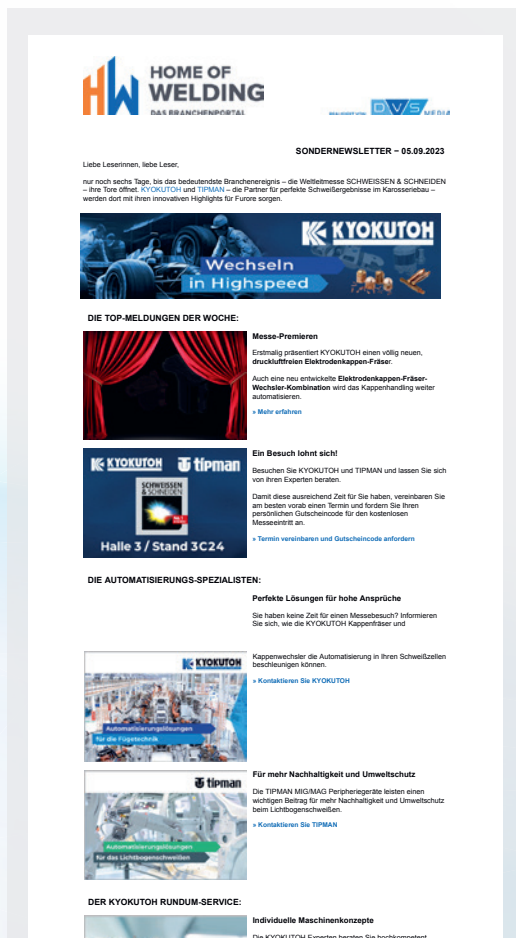 HOME OF
WELDING
DAS BRANCHENPORTAL
DVS MEDIA
SONDERNEWSLETTER – 05.09.2023
Liebe Leserinnen, liebe Leser,
nur noch sechs Tage, bis das bedeutendste Branchenereignis – die Weltleitmesse SCHWEISSEN & SCHNEIDEN
– ihre Tore öffnet. KYOKUTOH und TIPMAN – die Partner für perfekte Schweißergebnisse im Karosseriebau –
werden dort mit ihren innovativen Highlights für Furore sorgen.
KYOKUTOH
Wechseln
in Highspeed
DIE TOP-MELDUNGEN DER WOCHE:
Messe-Premieren
Erstmalig präsentiert KYOKUTOH einen völlig neuen,
druckluftfreien Elektrodenkappen-Fräser.
Auch eine neu entwickelte Elektrodenkappen-Fräser-
Wechsler-Kombination wird das Kappenhandling weiter
automatisieren.
» Mehr erfahren
KYOKUTOH tipman
SCHWEISSEN
& SCHNEIDEN
Halle 3 / Stand 3C24
Ein Besuch lohnt sich!
Besuchen Sie KYOKUTOH und TIPMAN und lassen Sie sich
von ihren Experten beraten.
Damit diese ausreichend Zeit für Sie haben, vereinbaren Sie
am besten vorab einen Termin und fordern Sie Ihren
persönlichen Gutscheincode für den kostenlosen
Messeeintritt an.
» Termin vereinbaren und Gutscheincode anfordern
DIE AUTOMATISIERUNGS-SPEZIALISTEN:
Perfekte Lösungen für hohe Ansprüche
Sie haben keine Zeit für einen Messebesuch? Informieren
Sie sich, wie die KYOKUTOH Kappenfräser und
Kappenwechsler die Automatisierung in Ihren Schweißzellen
beschleunigen können.
» Kontaktieren Sie KYOKUTOH
KYOKUTOH
Automatisierungslösungen
für die Fügetechnik
Für mehr Nachhaltigkeit und Umweltschutz
Die TIPMAN MIG/MAG Peripheriegeräte leisten einen
wichtigen Beitrag für mehr Nachhaltigkeit und Umweltschutz
beim Lichtbogenschweißen.
» Kontaktieren Sie TIPMAN
tipman
Automatisierungslösungen
für das Lichtbogenschweißen
DER KYOKUTOH RUNDUM-SERVICE:
Individuelle Maschinenkonzepte
Die KYOKUTOH Experten beraten Sie hochkompetent